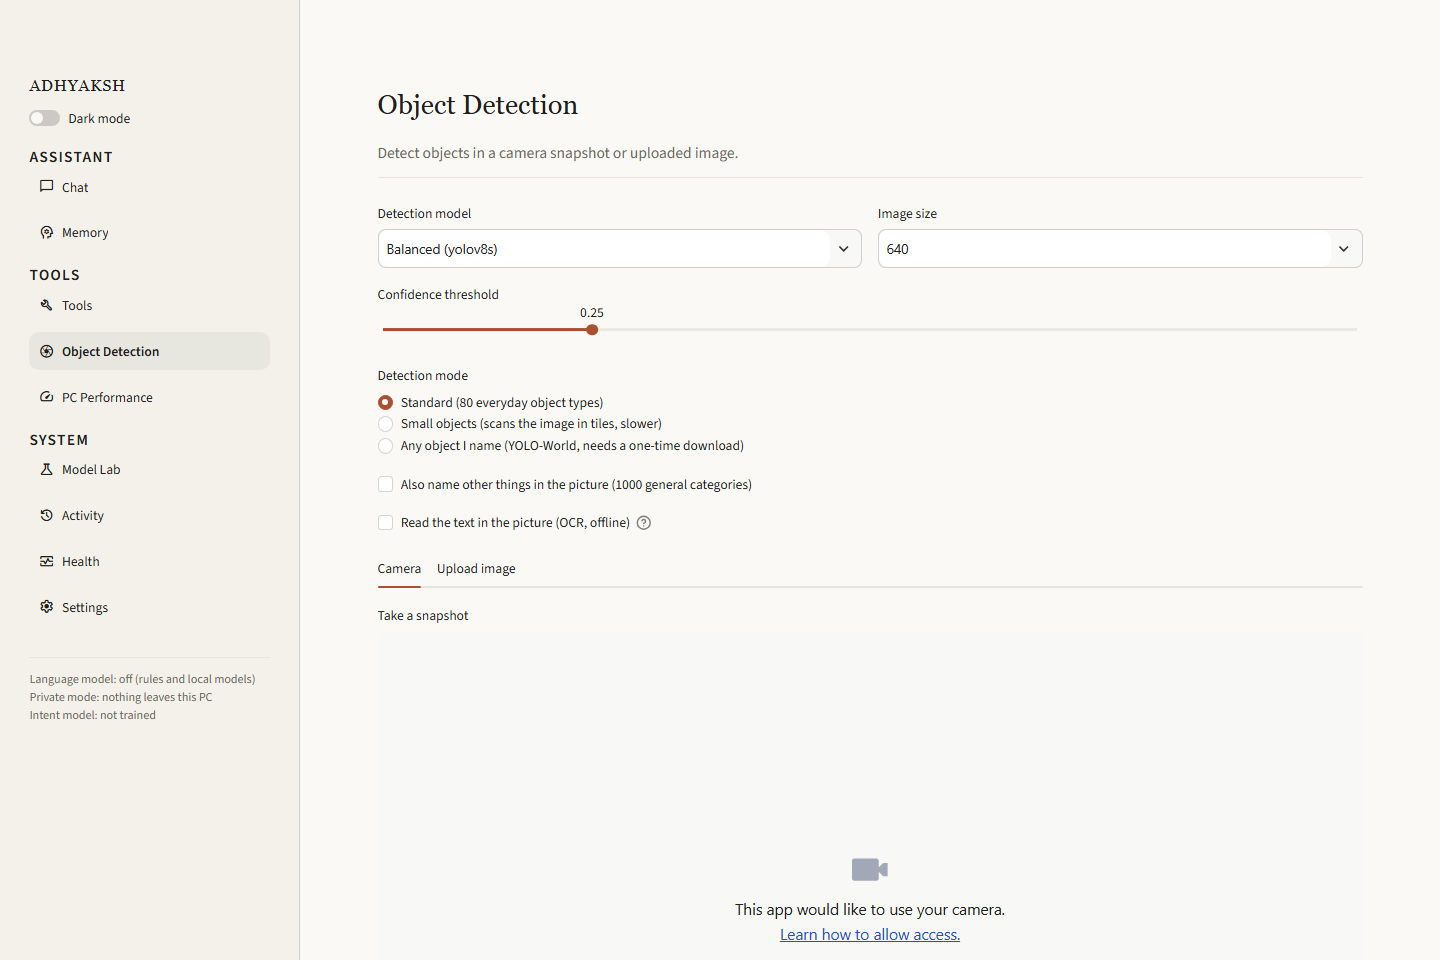 ADHYAKSH
Dark mode
ASSISTANT
Chat
Memory
TOOLS
Tools
Object Detection
PC Performance
SYSTEM
Model Lab
Activity
Health
Settings
Language model: off (rules and local models)
Private mode: nothing leaves this PC
Intent model: not trained
Object Detection
Detect objects in a camera snapshot or uploaded image.
Detection model
Image size
Balanced (yolov8s)
640
Confidence threshold
0.25
Detection mode
Standard (80 everyday object types)
Small objects (scans the image in tiles, slower)
Any object I name (YOLO-World, needs a one-time download)
Also name other things in the picture (1000 general categories)
Read the text in the picture (OCR, offline)
Camera
Upload image
Take a snapshot
This app would like to use your camera.
Learn how to allow access.